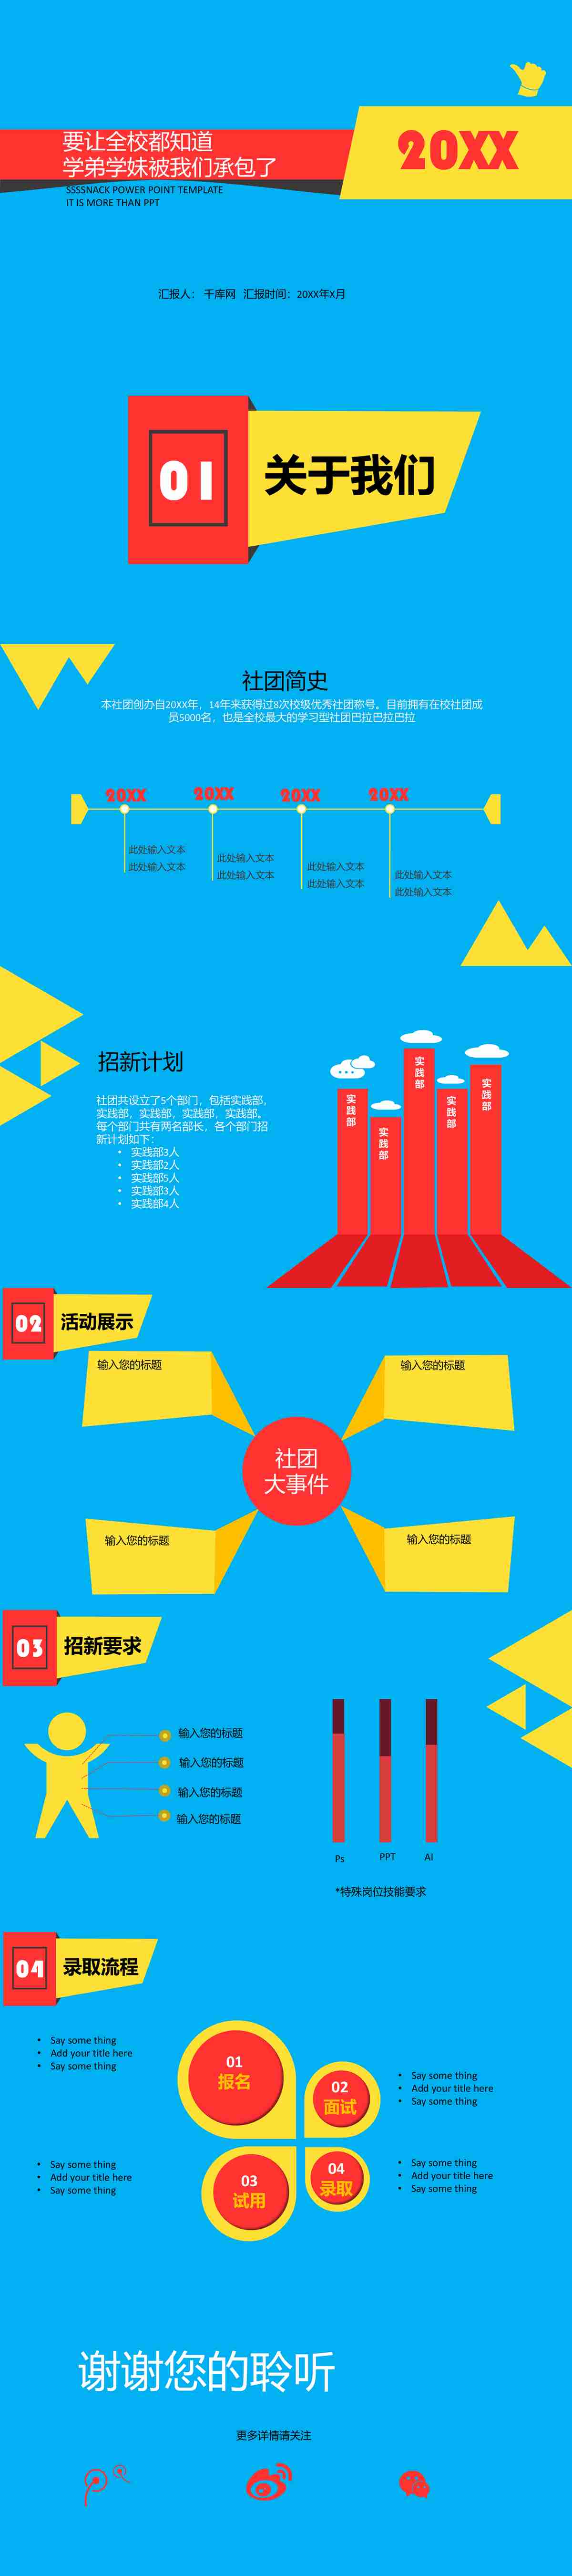 要让全校都知道
学弟学妹被我们承包了
20XX
SSSSNACK POWER POINT TEMPLATE
IT IS MORE THAN PPT
汇报人： 千库网 汇报时间：20XX年X月
01
关于我们
社团简史
本社团创办自20XX年，14年来获得过8次校级优秀社团称号。目前拥有在校社团成
员5000名，也是全校最大的学习型社团巴拉巴拉巴拉
20XX
20XX
20XX
20XX
此处输入文本
此处输入文本
此处输入文本
此处输入文本
此处输入文本
此处输入文本
此处输入文本
此处输入文本
招新计划
社团共设立了5个部门，包括实践部，
实践部，实践部，实践部，实践部。
每个部门共有两名部长，各个部门招
新计划如下：
• 实践部3人
• 实践部2人
• 实践部5人
• 实践部3人
• 实践部4人
实践部
实践部
实践部
实践部
实践部
02
活动展示
输入您的标题
输入您的标题
社团
大事件
输入您的标题
输入您的标题
03
招新要求
输入您的标题
输入您的标题
输入您的标题
输入您的标题
Ps
PPT
AI
*特殊岗位技能要求
04
录取流程
• Say some thing
• Add your title here
• Say some thing
01
报名
02
面试
• Say some thing
• Add your title here
• Say some thing
• Say some thing
• Add your title here
• Say some thing
03
试用
04
录取
• Say some thing
• Add your title here
• Say some thing
谢谢您的聆听
更多详情请关注